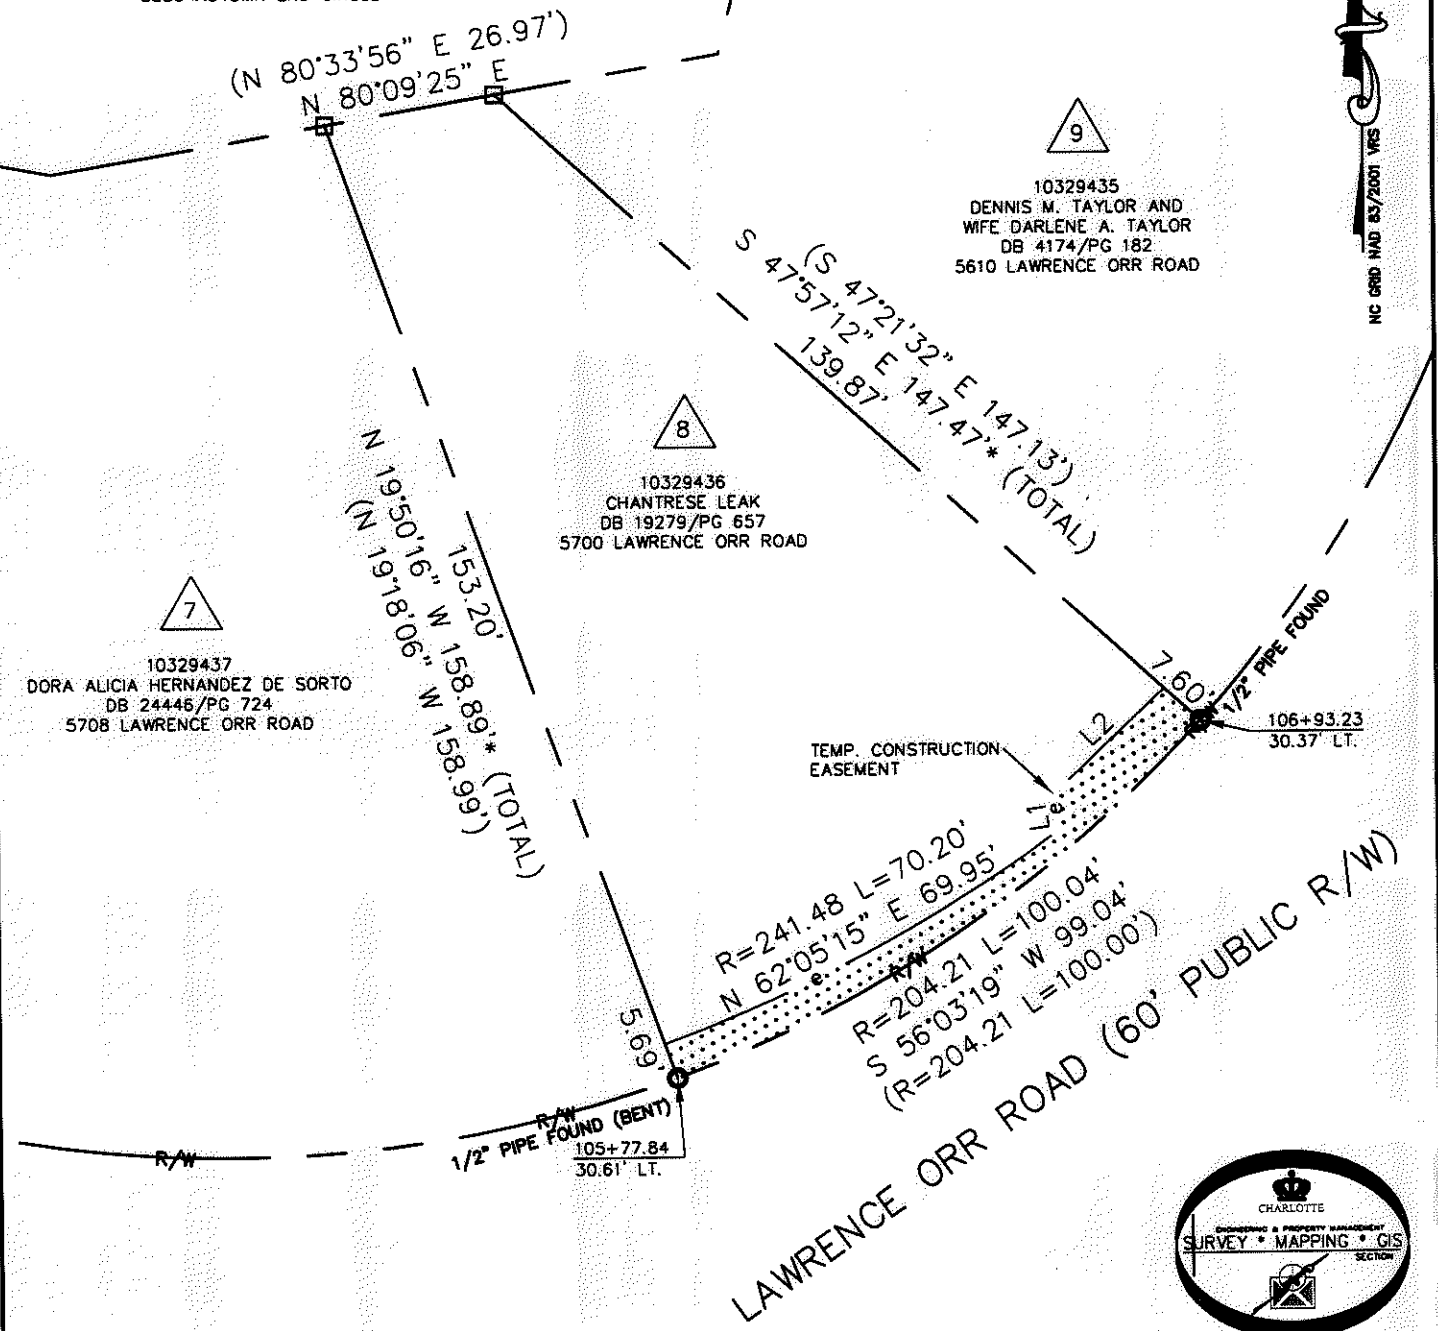 (N 80°33'56" E 26.97')
N 80°09'25" E
9
10329435
DENNIS M. TAYLOR AND
WIFE DARLENE A. TAYLOR
DB 4174/PG 182
5610 LAWRENCE ORR ROAD
NC GRID NAD 83/2001 VRS
(S 47°21'32" E 147.13')
S 47°57'12" E 147.47'* (TOTAL)
139.87'
8
10329436
CHANTRESE LEAK
DB 19279/PG 657
5700 LAWRENCE ORR ROAD
153.20'
N 19°50'16" W 158.89'* (TOTAL)
(N 19°18'06" W 158.99')
7
10329437
DORA ALICIA HERNANDEZ DE SORTO
DB 24446/PG 724
5708 LAWRENCE ORR ROAD
7.60'
1/2" PIPE FOUND
106+93.23
30.37' LT.
L2
TEMP. CONSTRUCTION
EASEMENT
L1
e
R=241.48 L=70.20'
N 62°05'15" E 69.95'
e
R/W
R=204.21 L=100.04'
S 56°03'19" W 99.04'
(R=204.21 L=100.00')
5.69'
R/W
1/2" PIPE FOUND (BENT)
105+77.84
30.61' LT.
R/W
LAWRENCE ORR ROAD (60' PUBLIC R/W)
CHARLOTTE
ENGINEERING & PROPERTY MANAGEMENT
SURVEY * MAPPING * GIS
SECTION